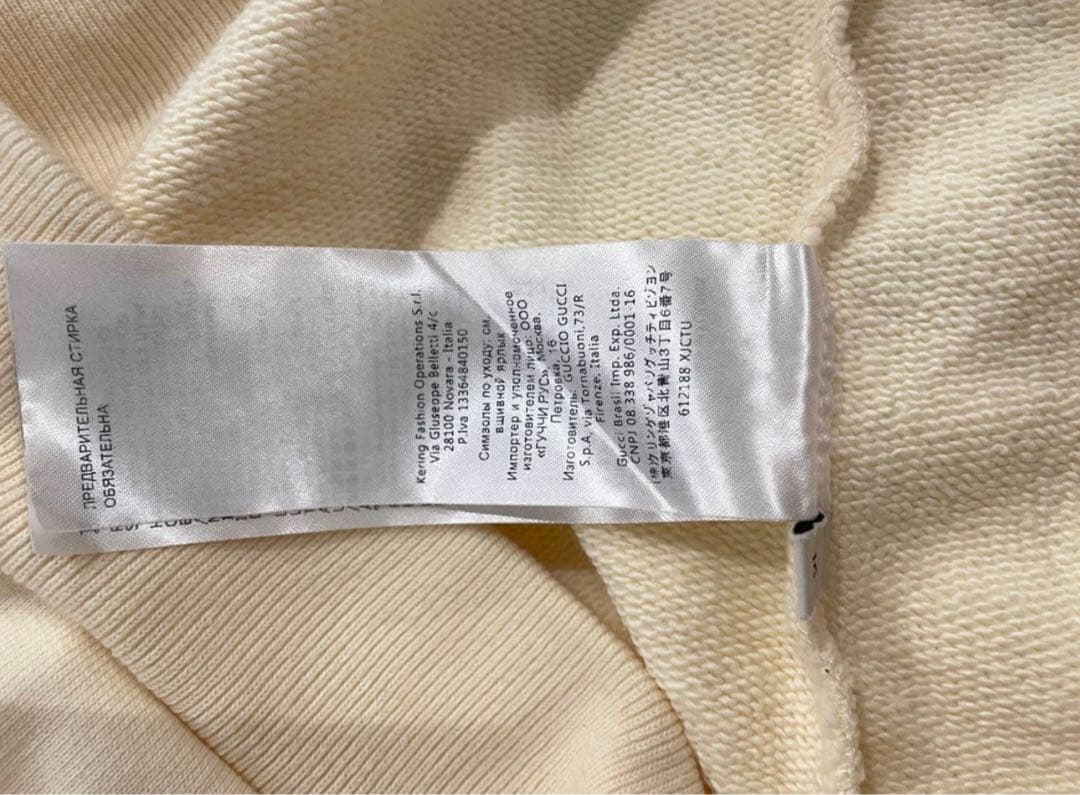 ПРЕДВАРИТЕЛЬНАЯ СТИРКА
ОБЯЗАТЕЛЬНА
Kering Fashion Operations S.r.l.
Via Giuseppe Belletti 4/c
28100 Novara - Italia
P.Iva 13364840150
Символы по уходу: см.
вшивной ярлык
Импортер и уполномоченное
изготовителем лицо: ООО
«ГУЧЧИ РУС», Москва,
Петровка, 16
Изготовитель: GUCCIO GUCCI
S.p.A, via Tornabuoni,73/R
Firenze, Italia
Gucci Brasil Imp. Exp. Ltda.
CNPJ 08.338.986/0001-16
(株)ケリングジャパングッチディビジョン
東京都港区北青山3丁目6番7号
612188 XJCTU